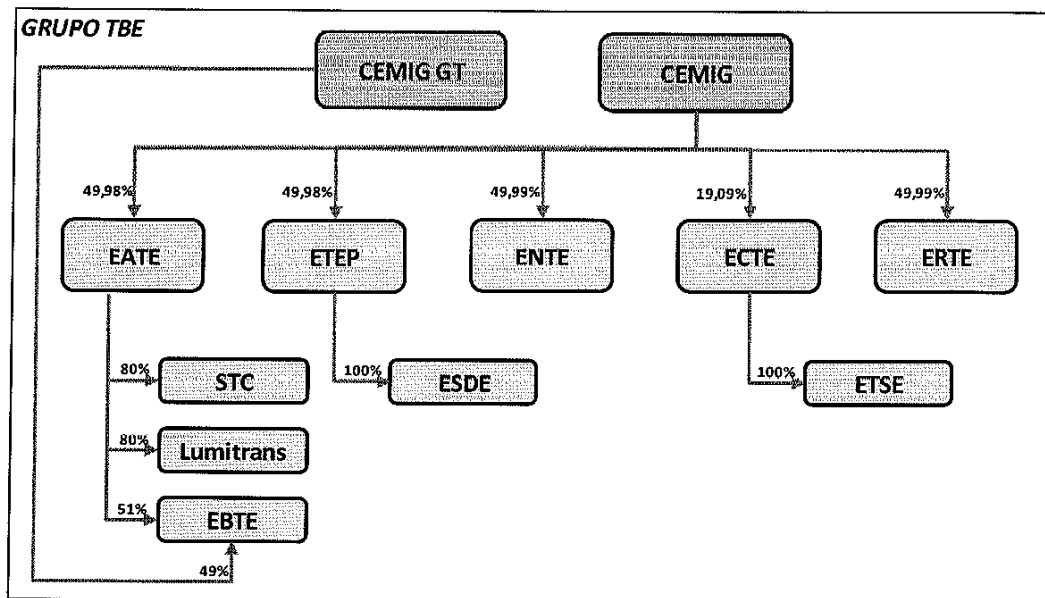 GRUPO TBE
CEMIG GT
CEMIG
49,98%
49,98%
49,99%
19,09%
49,99%
EATE
ETEP
ENTE
ECTE
ERTE
80%
STC
100%
ESDE
100%
ETSE
80%
Lumitrans
51%
EBTE
49%